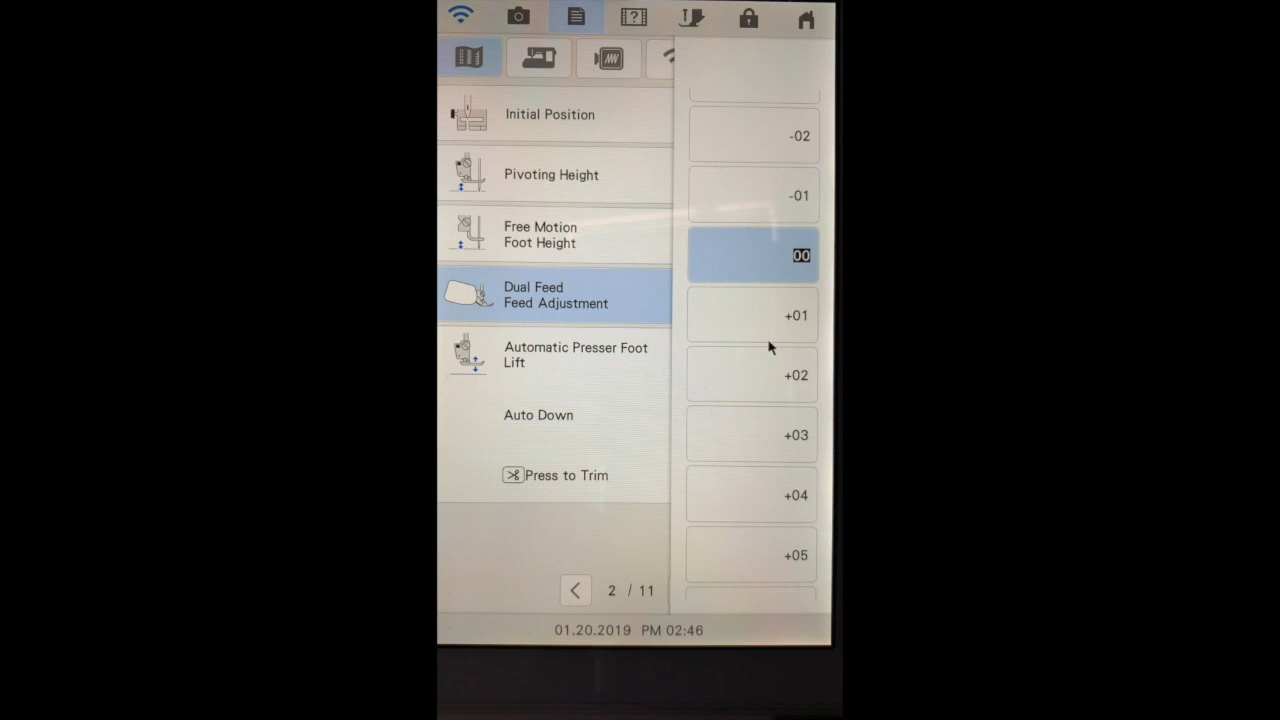 Initial Position
Pivoting Height
Free Motion
Foot Height
Dual Feed
Feed Adjustment
Automatic Presser Foot
Lift
Auto Down
Press to Trim
2 / 11
-02
-01
00
+01
+02
+03
+04
+05
01.20.2019 PM 02:46